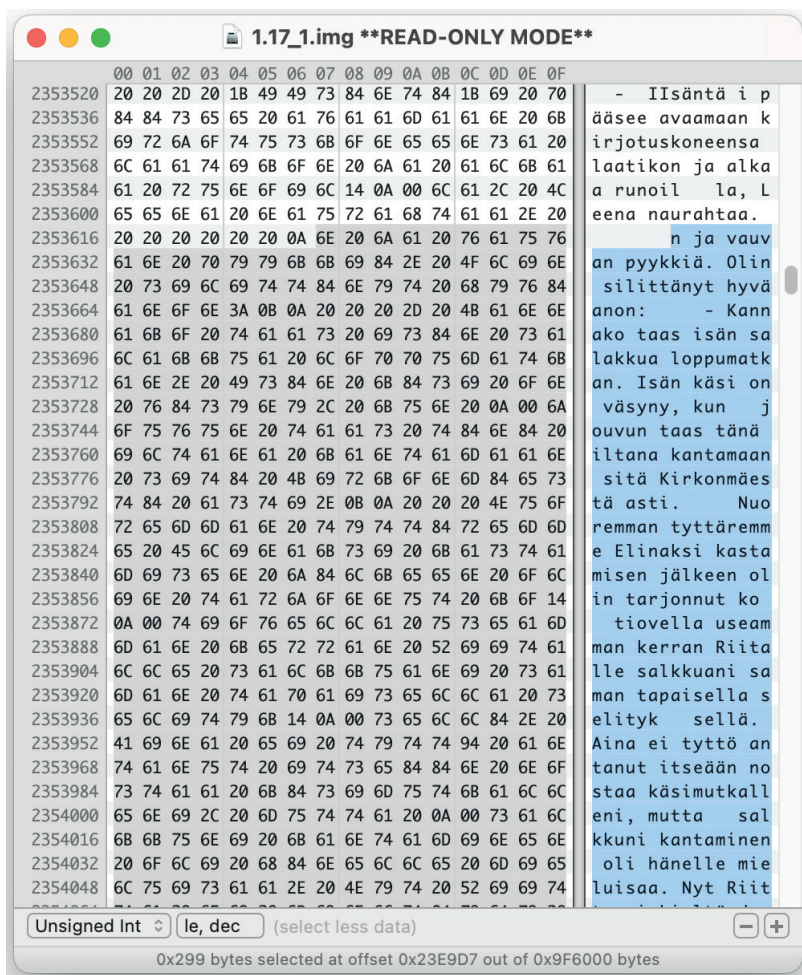 1.17_1.img **READ-ONLY MODE**
00 01 02 03 04 05 06 07 08 09 0A 0B 0C 0D 0E 0F
2353520 20 20 2D 20 1B 49 49 73 84 6E 74 84 1B 69 20 70 - IIsäntä i p
2353536 84 84 73 65 65 20 61 76 61 61 6D 61 61 6E 20 6B ääsee avaamaan k
2353552 69 72 6A 6F 74 75 73 6B 6F 6E 65 65 6E 73 61 20 irjotuskoneensa
2353568 6C 61 61 74 69 6B 6F 6E 20 6A 61 20 61 6C 6B 61 laatikon ja alka
2353584 61 20 72 75 6E 6F 69 6C 14 0A 00 6C 61 2C 20 4C a runoil la, L
2353600 65 65 6E 61 20 6E 61 75 72 61 68 74 61 61 2E 20 eena naurahtaa.
2353616 20 20 20 20 20 20 0A 6E 20 6A 61 20 76 61 75 76 n ja vauv
2353632 61 6E 20 70 79 79 6B 6B 69 84 2E 20 4F 6C 69 6E an pyykkiä. Olin
2353648 20 73 69 6C 69 74 74 84 6E 79 74 20 68 79 76 84 silittänyt hyvä
2353664 61 6E 6F 6E 3A 0B 0A 20 20 20 2D 20 4B 61 6E 6E anon: - Kann
2353680 61 6B 6F 20 74 61 61 73 20 69 73 84 6E 20 73 61 ako taas isän sa
2353696 6C 61 6B 6B 75 61 20 6C 6F 70 70 75 6D 61 74 6B lakkua loppumatk
2353712 61 6E 2E 20 49 73 84 6E 20 6B 84 73 69 20 6F 6E an. Isän käsi on
2353728 20 76 84 73 79 6E 79 2C 20 6B 75 6E 20 0A 00 6A väsyny, kun j
2353744 6F 75 76 75 6E 20 74 61 61 73 20 74 84 6E 84 20 ouvun taas tänä
2353760 69 6C 74 61 6E 61 20 6B 61 6E 74 61 6D 61 61 6E iltana kantamaan
2353776 20 73 69 74 84 20 4B 69 72 6B 6F 6E 6D 84 65 73 sitä Kirkonmäes
2353792 74 84 20 61 73 74 69 2E 0B 0A 20 20 20 4E 75 6F tä asti. Nuo
2353808 72 65 6D 6D 61 6E 20 74 79 74 74 84 72 65 6D 6D remman tyttäremm
2353824 65 20 45 6C 69 6E 61 6B 73 69 20 6B 61 73 74 61 e Elinaksi kasta
2353840 6D 69 73 65 6E 20 6A 84 6C 6B 65 65 6E 20 6F 6C misen jälkeen ol
2353856 69 6E 20 74 61 72 6A 6F 6E 6E 75 74 20 6B 6F 14 in tarjonnut ko
2353872 0A 00 74 69 6F 76 65 6C 6C 61 20 75 73 65 61 6D tiovella useam
2353888 6D 61 6E 20 6B 65 72 72 61 6E 20 52 69 69 74 61 man kerran Riita
2353904 6C 6C 65 20 73 61 6C 6B 6B 75 61 6E 69 20 73 61 lle salkkuani sa
2353920 6D 61 6E 20 74 61 70 61 69 73 65 6C 6C 61 20 73 man tapaisella s
2353936 65 6C 69 74 79 6B 14 0A 00 73 65 6C 6C 84 2E 20 elityk sellä.
2353952 41 69 6E 61 20 65 69 20 74 79 74 74 94 20 61 6E Aina ei tyttö an
2353968 74 61 6E 75 74 20 69 74 73 65 84 84 6E 20 6E 6F tanut itseään no
2353984 73 74 61 61 20 6B 84 73 69 6D 75 74 6B 61 6C 6C staa käsimutkall
2354000 65 6E 69 2C 20 6D 75 74 74 61 20 0A 00 73 61 6C eni, mutta sal
2354016 6B 6B 75 6E 69 20 6B 61 6E 74 61 6D 69 6E 65 6E kkuni kantaminen
2354032 20 6F 6C 69 20 68 84 6E 65 6C 6C 65 20 6D 69 65 oli hänelle mie
2354048 6C 75 69 73 61 61 2E 20 4E 79 74 20 52 69 69 74 luisaa. Nyt Riit
Unsigned Int le, dec (select less data)
0x299 bytes selected at offset 0x23E9D7 out of 0x9F6000 bytes